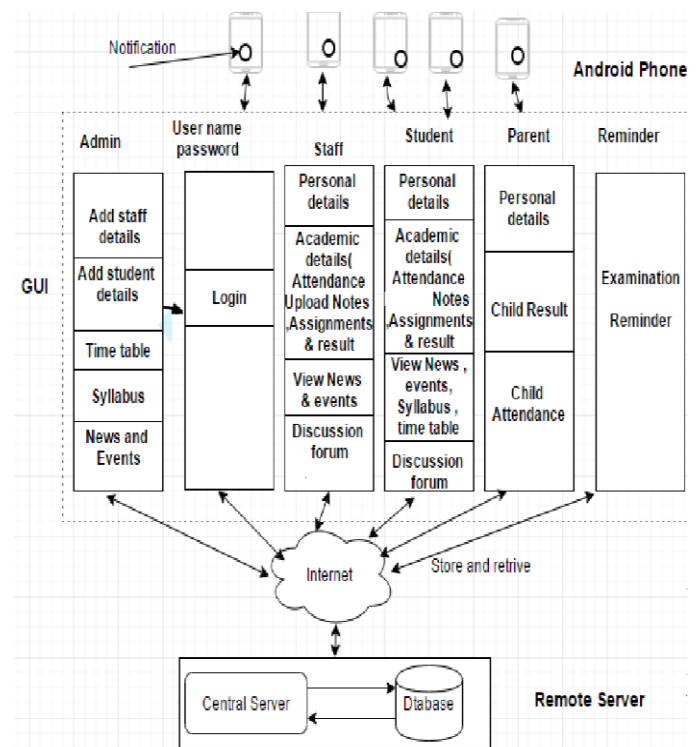 Notification
Android Phone
Admin
User name
password
Staff
Student
Parent
Reminder
GUI
Add staff
details
Add student
details
Time table
Syllabus
News and
Events
Login
Personal
details
Academic
details(
Attendance
Upload Notes
,Assignments
& result
View News
& events
Discussion
forum
Personal
details
Academic
details(
Attendance
Notes
,Assignments
& result
View News ,
events,
Syllabus ,
time table
Discussion
forum
Personal
details
Child Result
Child
Attendance
Examination
Reminder
Internet
Store and retrive
Central Server
Dtabase
Remote Server